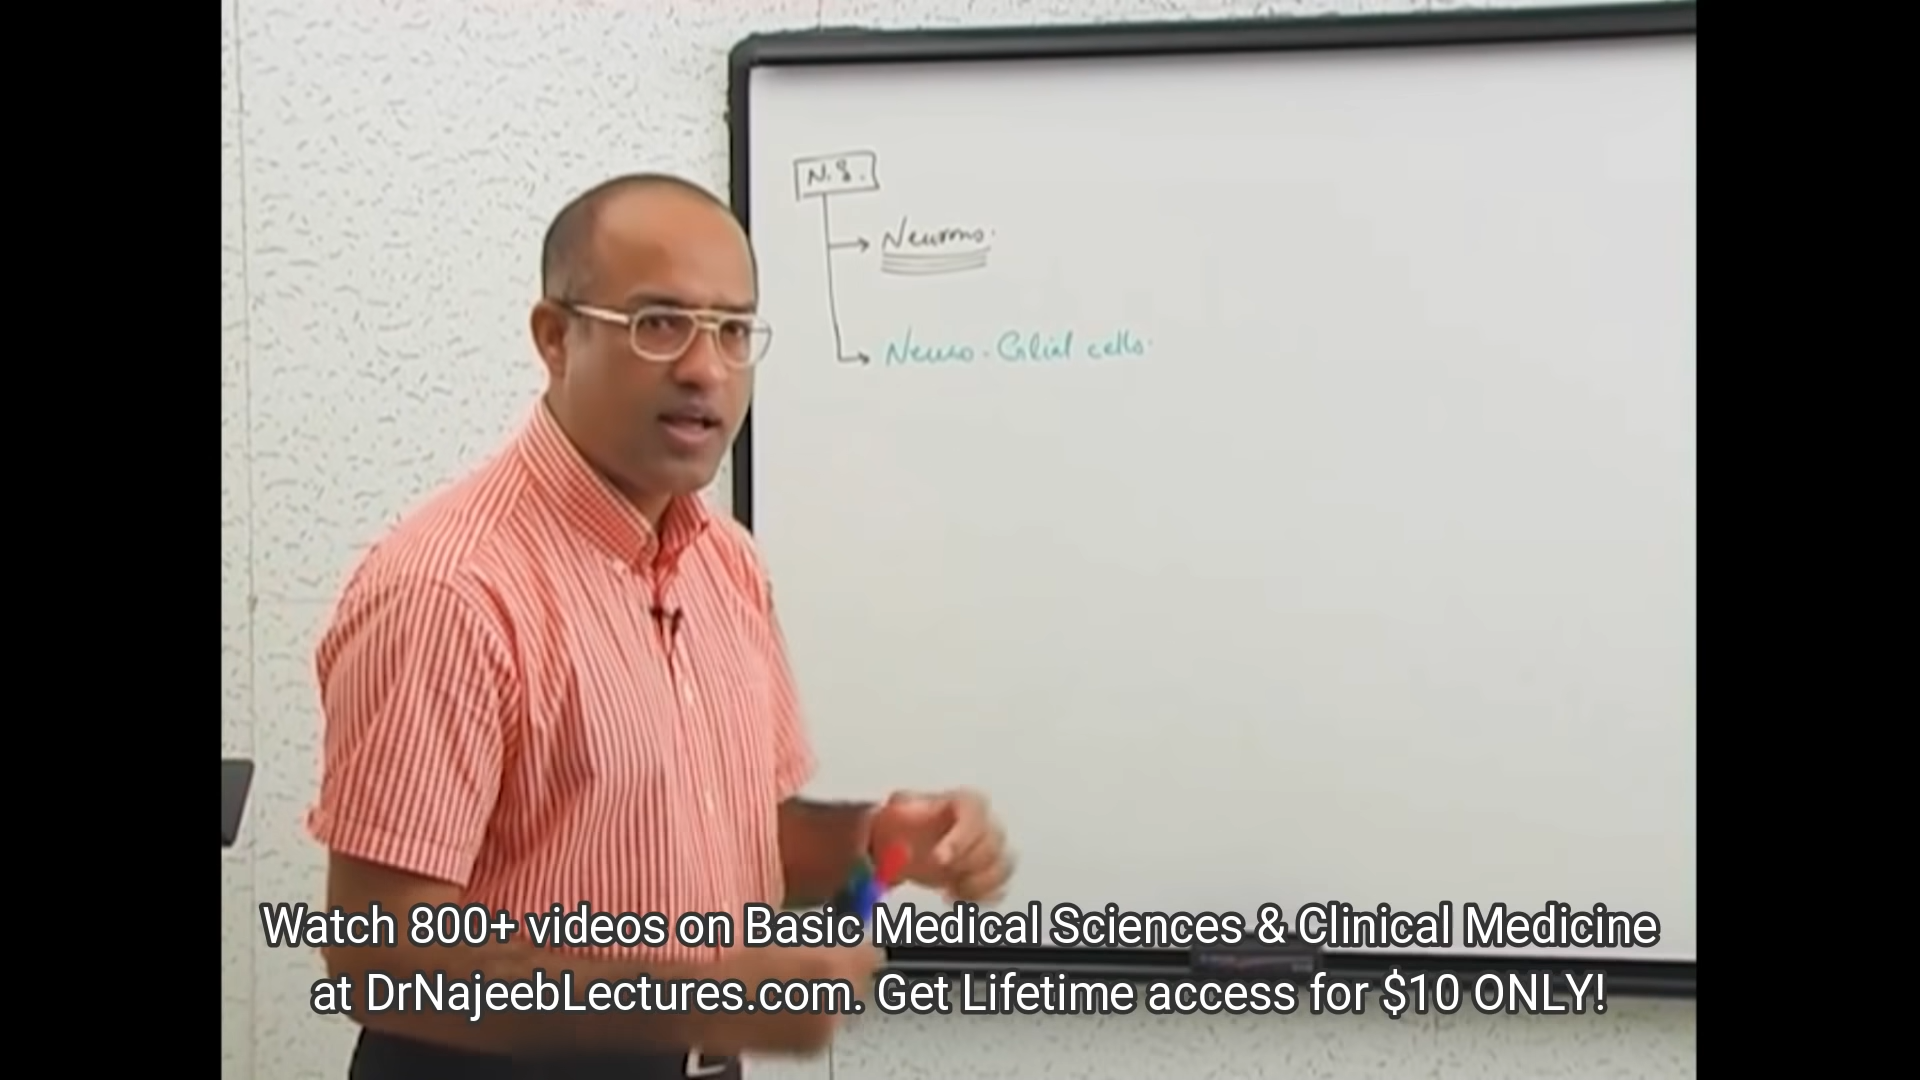 N.S.
Neurons.
Neuro-Glial cells.
Watch 800+ videos on Basic Medical Sciences & Clinical Medicine
at DrNajeebLectures.com. Get Lifetime access for $10 ONLY!